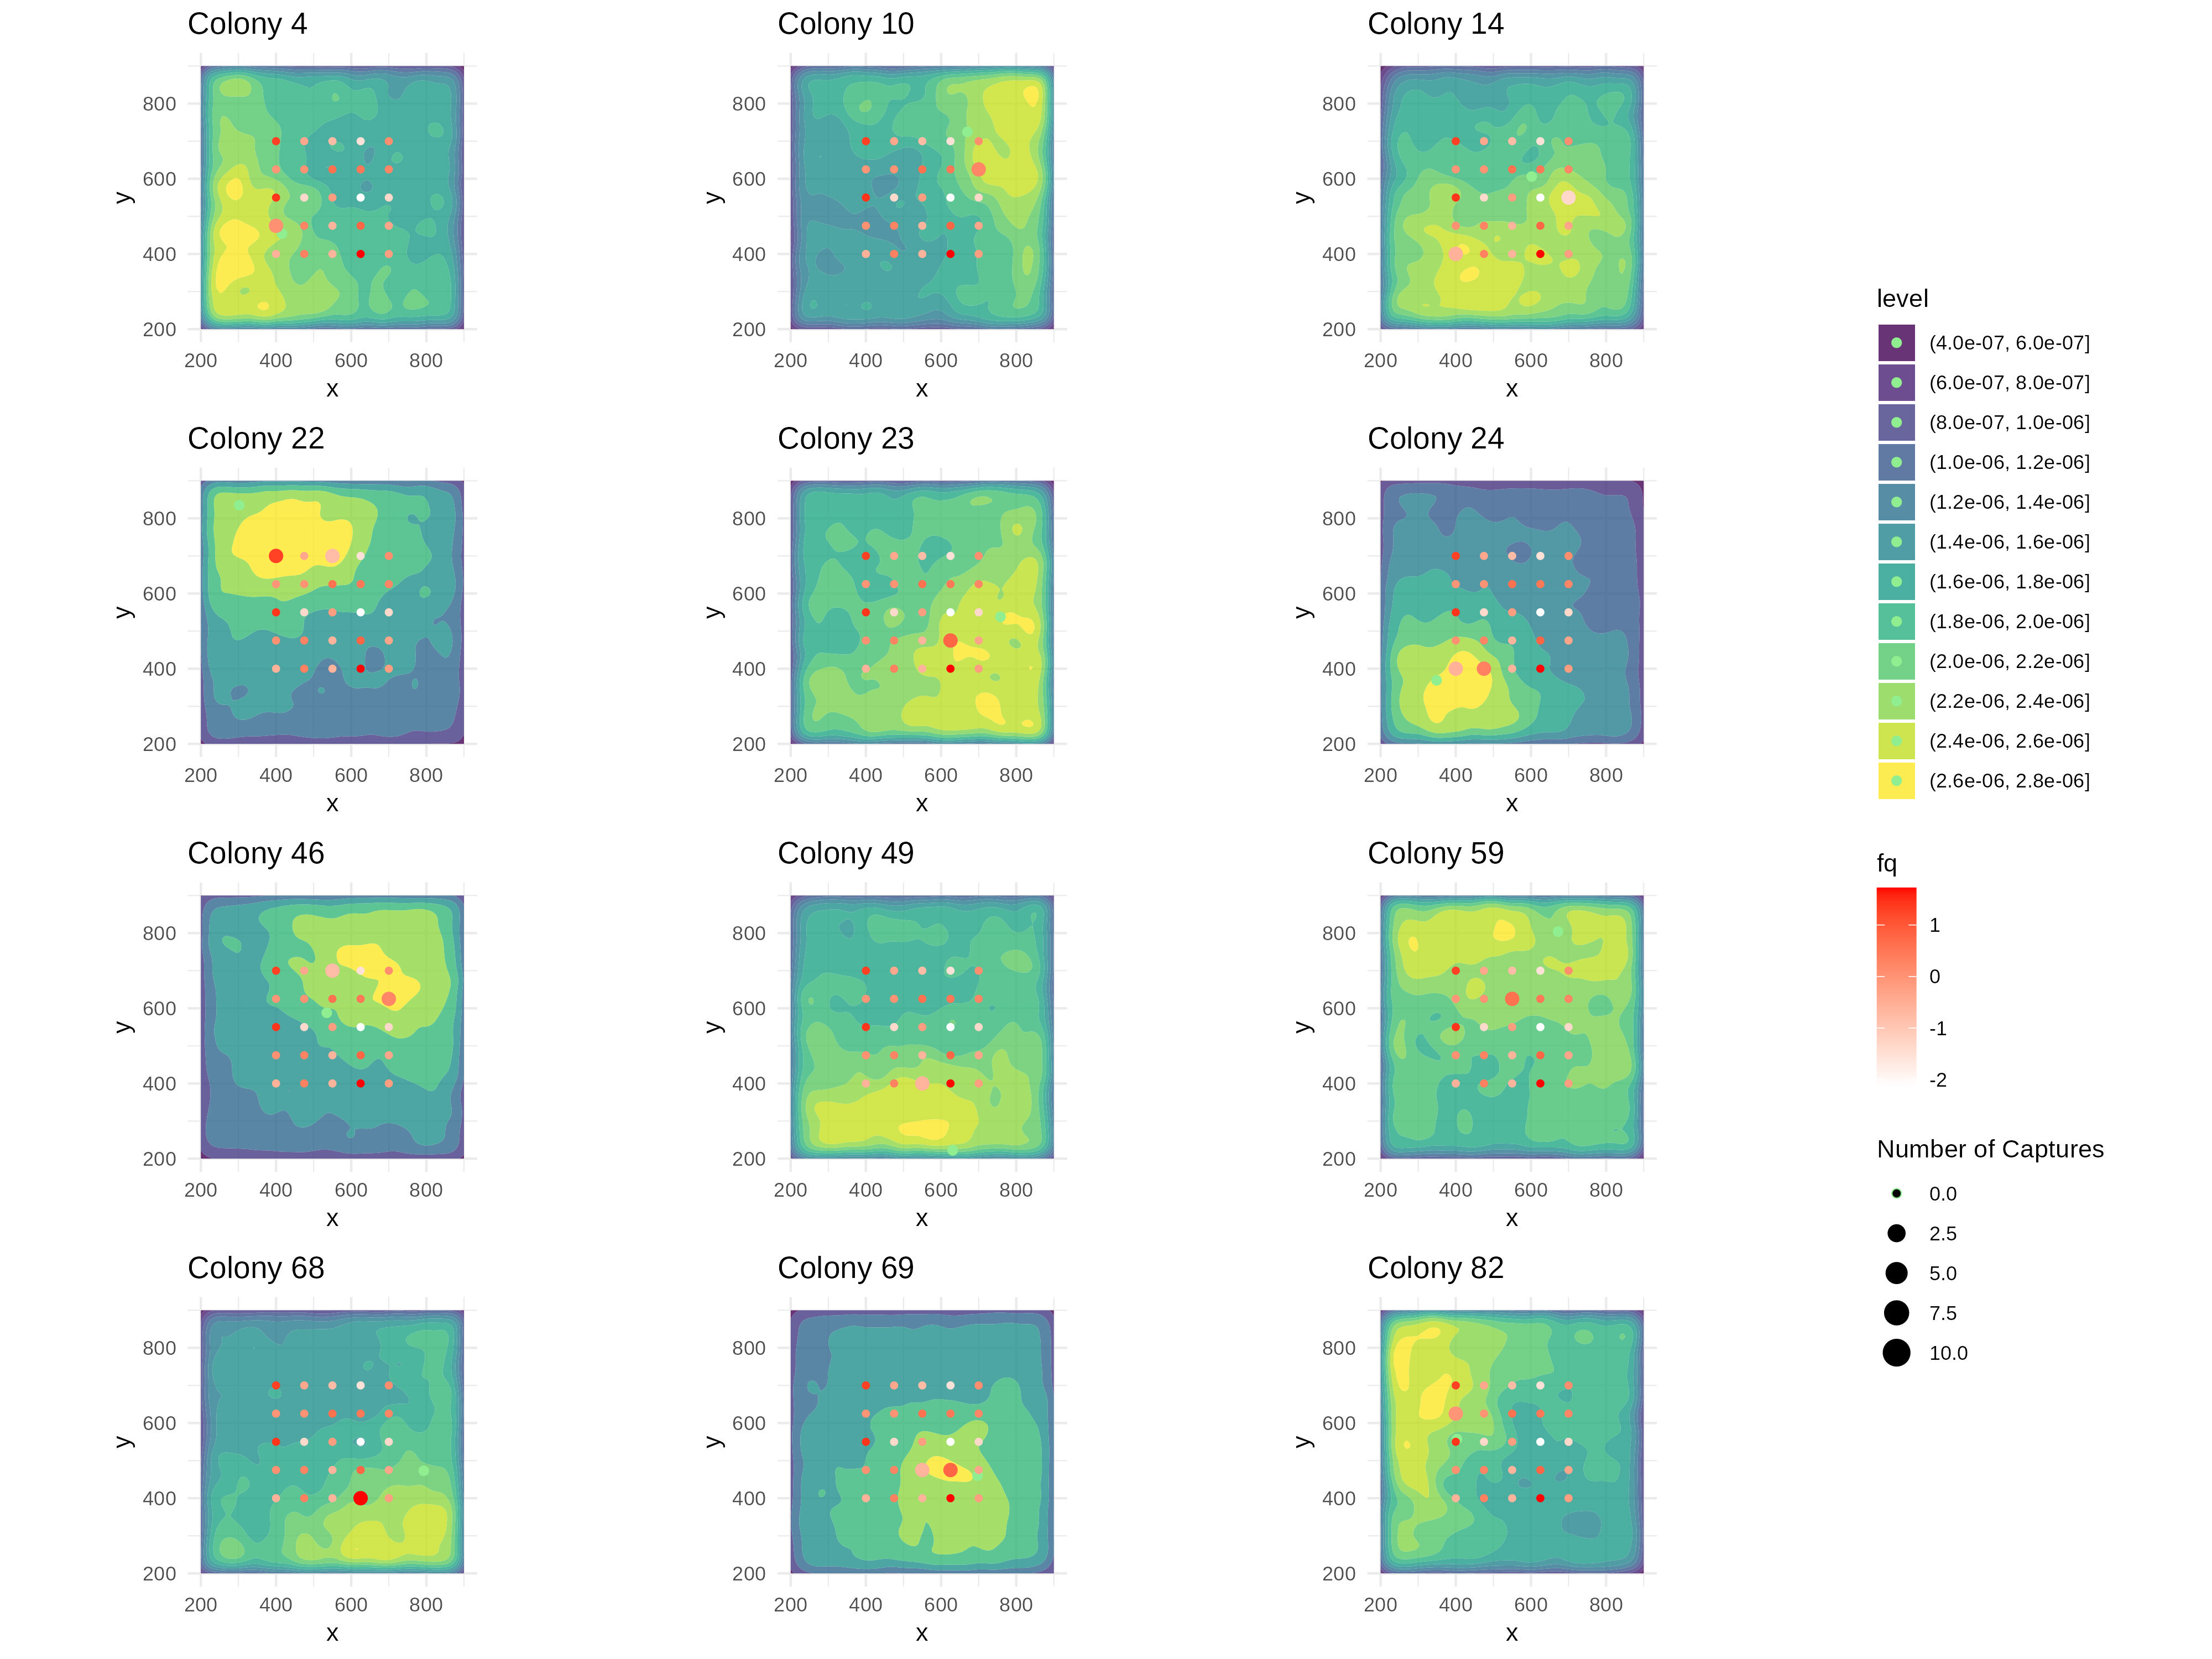 Colony 4
y
800
600
400
200
200 400 600 800
x
Colony 10
y
800
600
400
200
200 400 600 800
x
Colony 14
y
800
600
400
200
200 400 600 800
x
Colony 22
y
800
600
400
200
200 400 600 800
x
Colony 23
y
800
600
400
200
200 400 600 800
x
Colony 24
y
800
600
400
200
200 400 600 800
x
Colony 46
y
800
600
400
200
200 400 600 800
x
Colony 49
y
800
600
400
200
200 400 600 800
x
Colony 59
y
800
600
400
200
200 400 600 800
x
Colony 68
y
800
600
400
200
200 400 600 800
x
Colony 69
y
800
600
400
200
200 400 600 800
x
Colony 82
y
800
600
400
200
200 400 600 800
x
level
(4.0e-07, 6.0e-07]
(6.0e-07, 8.0e-07]
(8.0e-07, 1.0e-06]
(1.0e-06, 1.2e-06]
(1.2e-06, 1.4e-06]
(1.4e-06, 1.6e-06]
(1.6e-06, 1.8e-06]
(1.8e-06, 2.0e-06]
(2.0e-06, 2.2e-06]
(2.2e-06, 2.4e-06]
(2.4e-06, 2.6e-06]
(2.6e-06, 2.8e-06]
fq
1
0
-1
-2
Number of Captures
0.0
2.5
5.0
7.5
10.0